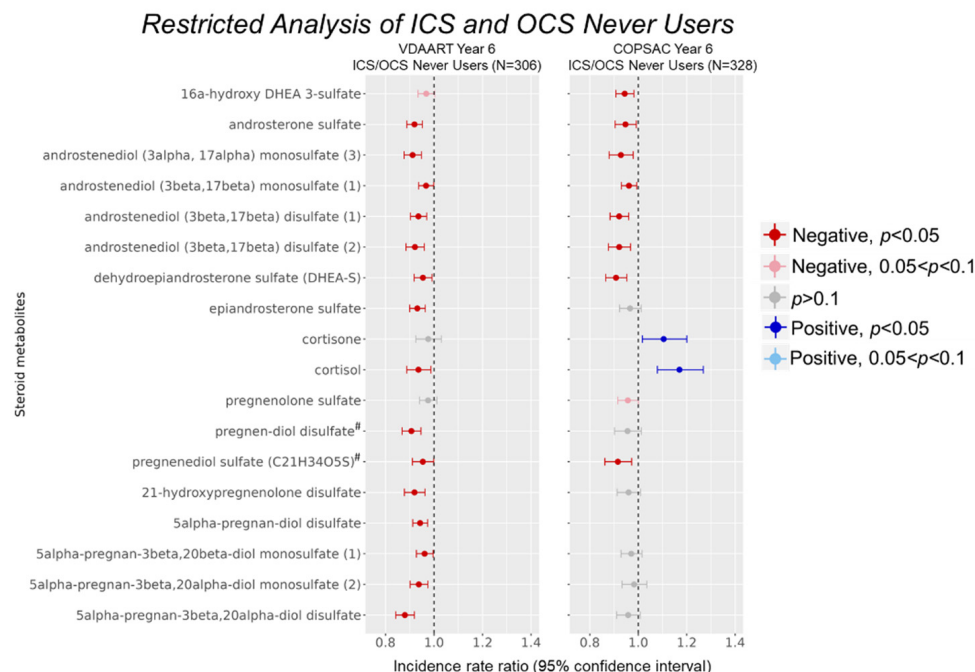 Restricted Analysis of ICS and OCS Never Users
VDAART Year 6
ICS/OCS Never Users (N=306)
COPSAC Year 6
ICS/OCS Never Users (N=328)
Steroid metabolites
16a-hydroxy DHEA 3-sulfate
androsterone sulfate
androstenediol (3alpha, 17alpha) monosulfate (3)
androstenediol (3beta,17beta) monosulfate (1)
androstenediol (3beta,17beta) disulfate (1)
androstenediol (3beta,17beta) disulfate (2)
dehydroepiandrosterone sulfate (DHEA-S)
epiandrosterone sulfate
cortisone
cortisol
pregnenolone sulfate
pregnen-diol disulfate#
pregnenediol sulfate (C21H34O5S)#
21-hydroxypregnenolone disulfate
5alpha-pregnan-diol disulfate
5alpha-pregnan-3beta,20beta-diol monosulfate (1)
5alpha-pregnan-3beta,20alpha-diol monosulfate (2)
5alpha-pregnan-3beta,20alpha-diol disulfate
0.8 1.0 1.2 1.4
0.8 1.0 1.2 1.4
Incidence rate ratio (95% confidence interval)
Negative, p<0.05
Negative, 0.05<p<0.1
p>0.1
Positive, p<0.05
Positive, 0.05<p<0.1